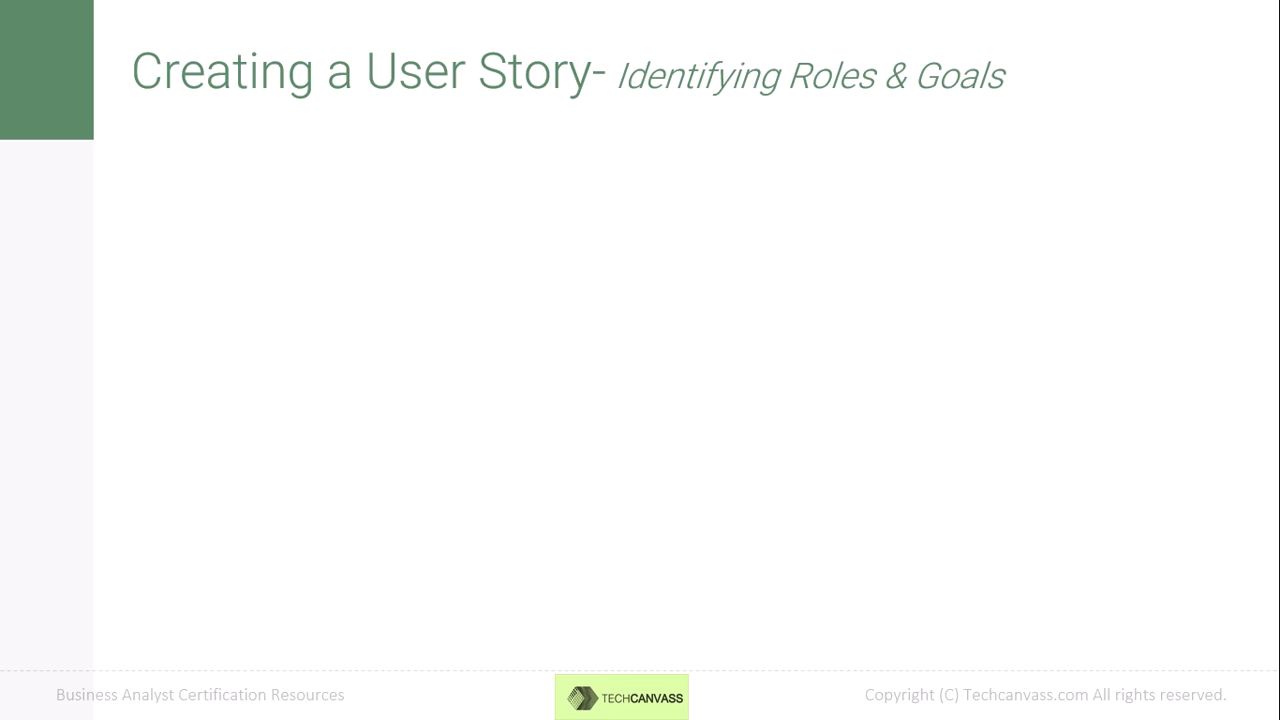 Creating a User Story- Identifying Roles & Goals
Business Analyst Certification Resources
TECHCANVASS
Copyright (C) Techcanvass.com All rights reserved.